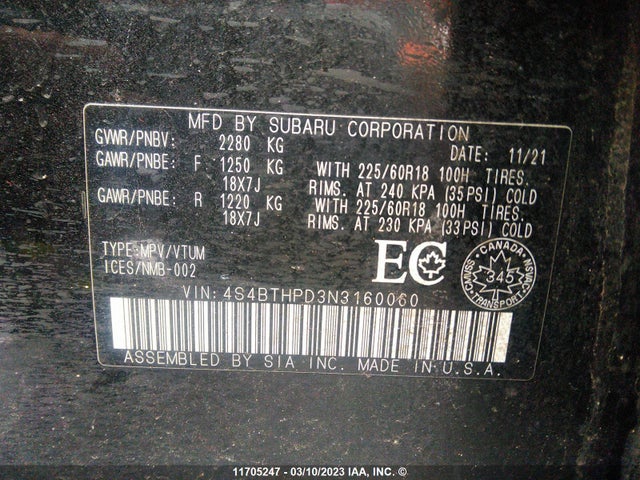 MFD BY SUBARU CORPORATION
GVWR/PNBV: 2280 KG DATE: 11/21
GAWR/PNBE: F 1250 KG WITH 225/60R18 100H TIRES.
18X7J RIMS. AT 240 KPA (35PSI) COLD
GAWR/PNBE: R 1220 KG WITH 225/60R18 100H TIRES.
18X7J RIMS. AT 230 KPA (33PSI) COLD
TYPE:MPV/VTUM
ICES/NMB-002
EC
CANADA
345
TRANSPORT
VIN: 4S4BTHPD3N3160060
ASSEMBLED BY SIA INC. MADE IN U.S.A.
11705247 - 03/10/2023 IAA, INC. ©